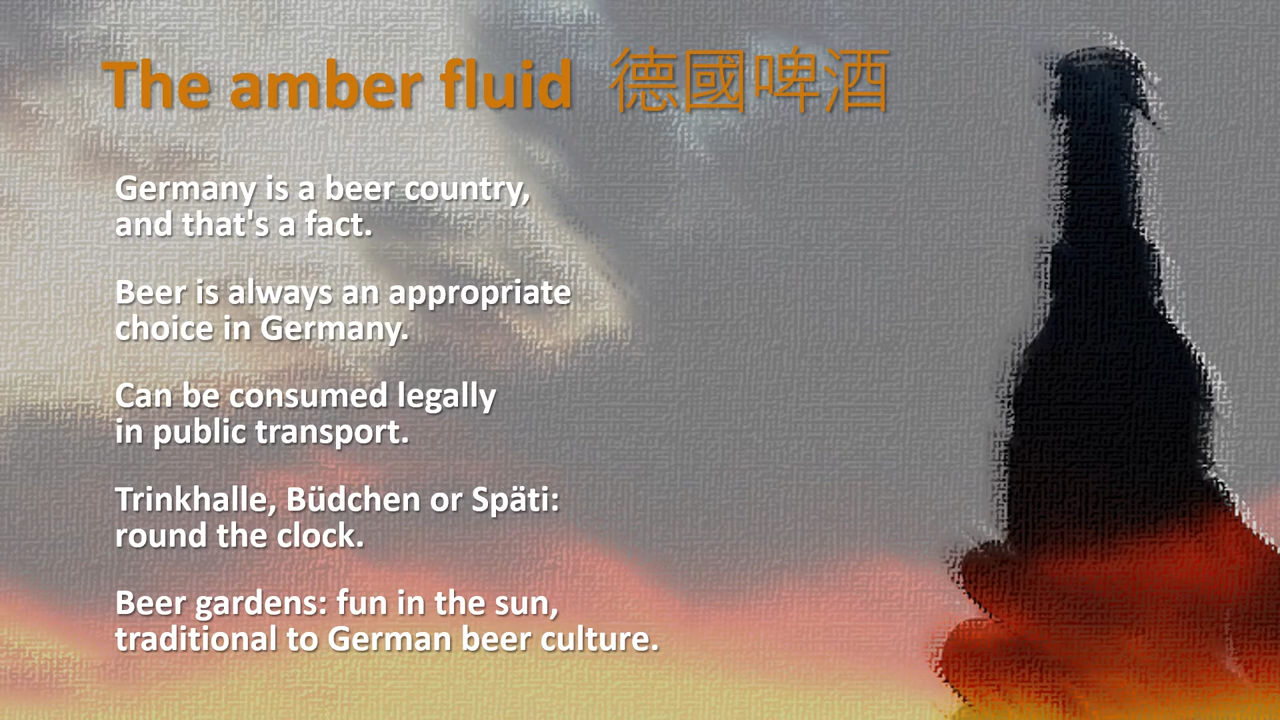 The amber fluid 德國啤酒
Germany is a beer country,
and that's a fact.
Beer is always an appropriate
choice in Germany.
Can be consumed legally
in public transport.
Trinkhalle, Büdchen or Späti:
round the clock.
Beer gardens: fun in the sun,
traditional to German beer culture.